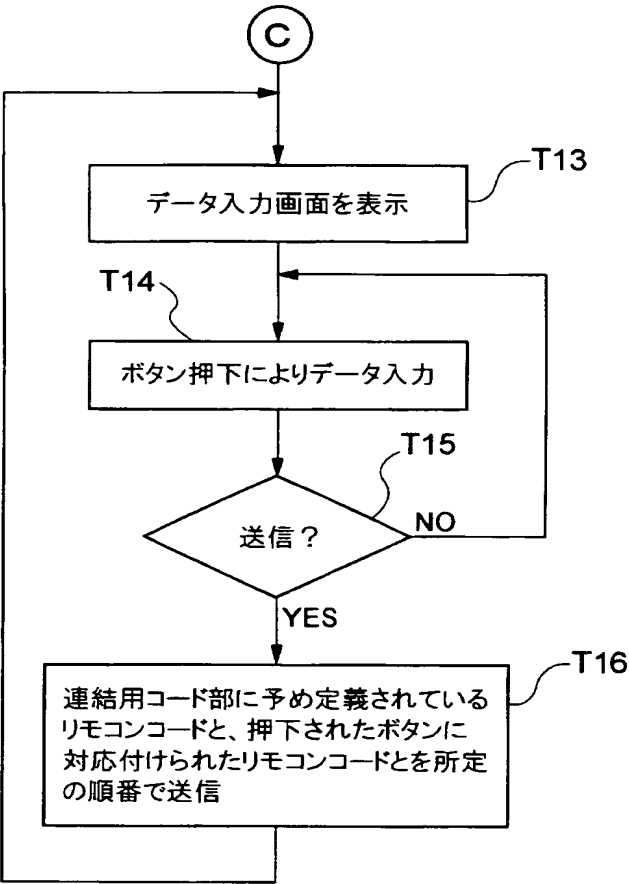 C
T13
データ入力画面を表示
T14
ボタン押下によりデータ入力
T15
送信?
NO
YES
T16
連結用コード部に予め定義されている
リモコンコードと、押下されたボタンに
対応付けられたリモコンコードとを所定
の順番で送信